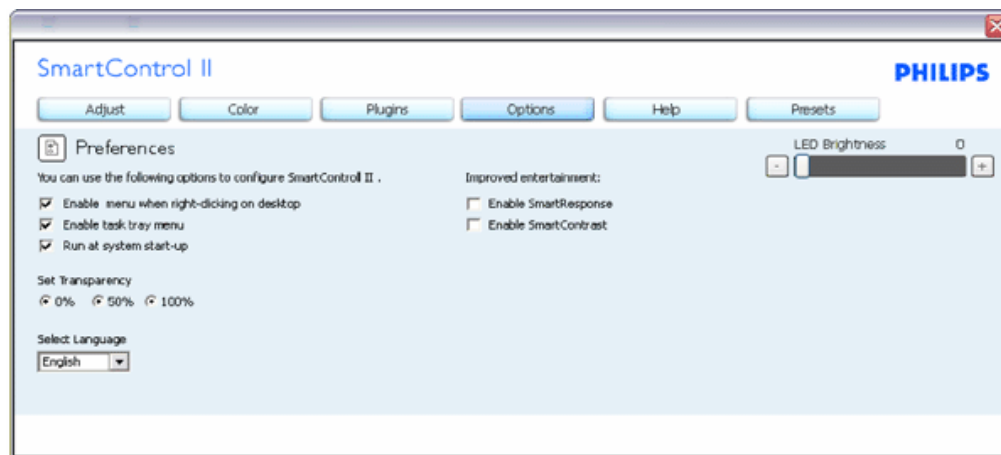 SmartControl II
PHILIPS
Adjust Color Plugins Options Help Presets
Preferences
LED Brightness 0
- +
You can use the following options to configure SmartControl II .
Improved entertainment:
Enable menu when right-clicking on desktop
Enable SmartResponse
Enable task tray menu
Enable SmartContrast
Run at system start-up
Set Transparency
0% 50% 100%
Select Language
English